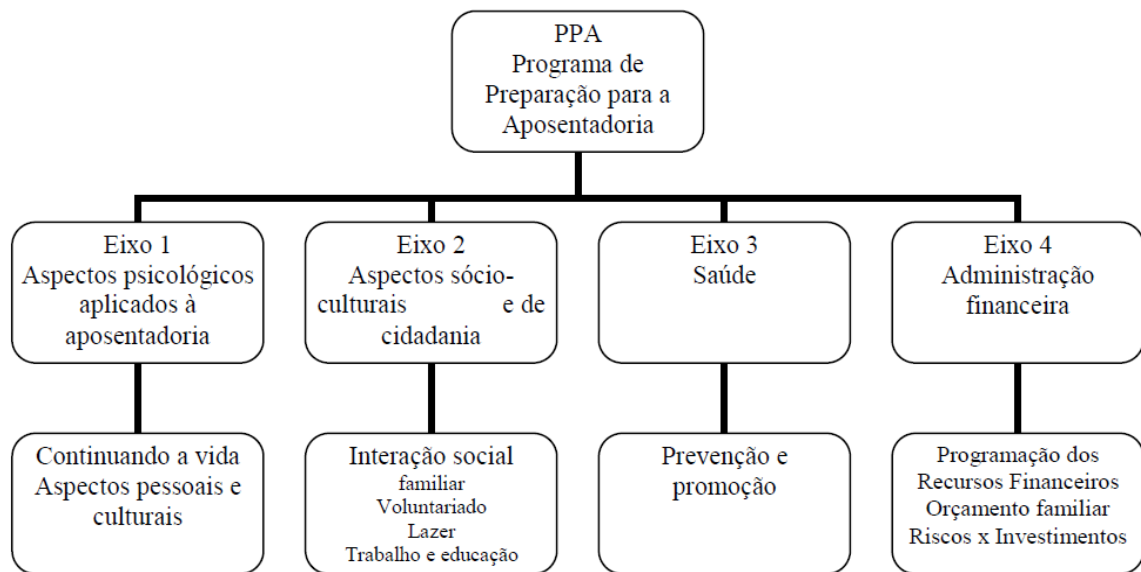 PPA
Programa de
Preparação para a
Aposentadoria
Eixo 1
Aspectos psicológicos
aplicados à
aposentadoria
Eixo 2
Aspectos sócio-
culturais e de
cidadania
Eixo 3
Saúde
Eixo 4
Administração
financeira
Continuando a vida
Aspectos pessoais e
culturais
Interação social
familiar
Voluntariado
Lazer
Trabalho e educação
Prevenção e
promoção
Programação dos
Recursos Financeiros
Orçamento familiar
Riscos x Investimentos